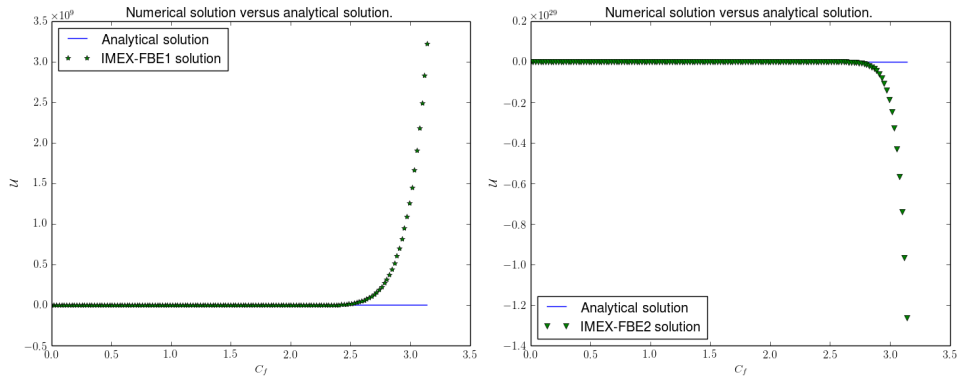 Numerical solution versus analytical solution.
×10⁹
3.5
3.0
2.5
2.0
1.5
1.0
0.5
0.0
−0.5
𝒰
Analytical solution
IMEX-FBE1 solution
0.0 0.5 1.0 1.5 2.0 2.5 3.0 3.5
C_f
Numerical solution versus analytical solution.
×10²⁹
0.2
0.0
−0.2
−0.4
−0.6
−0.8
−1.0
−1.2
−1.4
𝒰
Analytical solution
IMEX-FBE2 solution
0.0 0.5 1.0 1.5 2.0 2.5 3.0 3.5
C_f